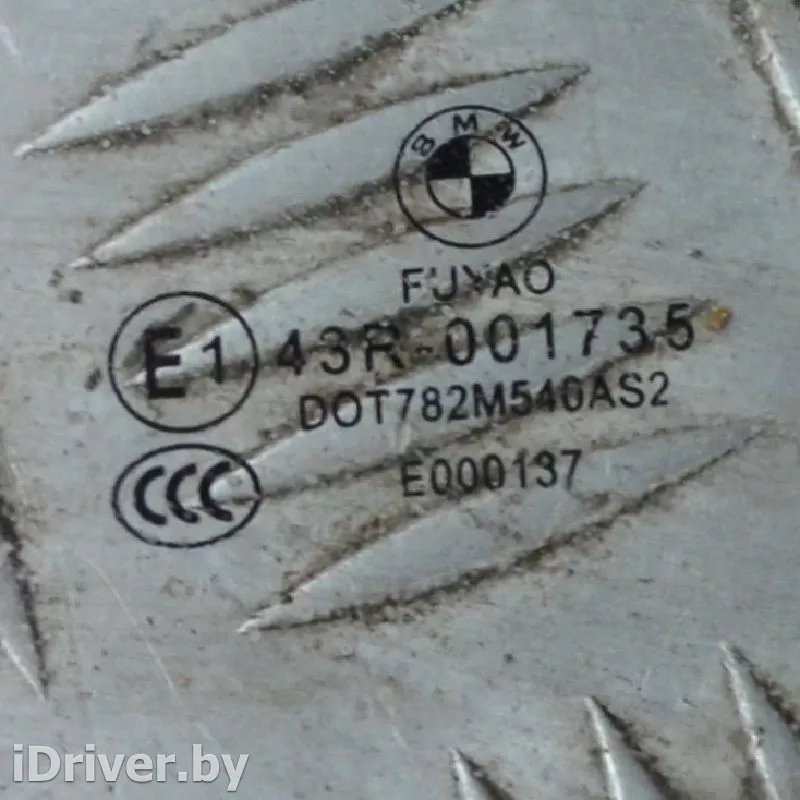 BMW
FUYAO
E1 43R-001735
DOT782M540AS2
CCC E000137
iDriver.by